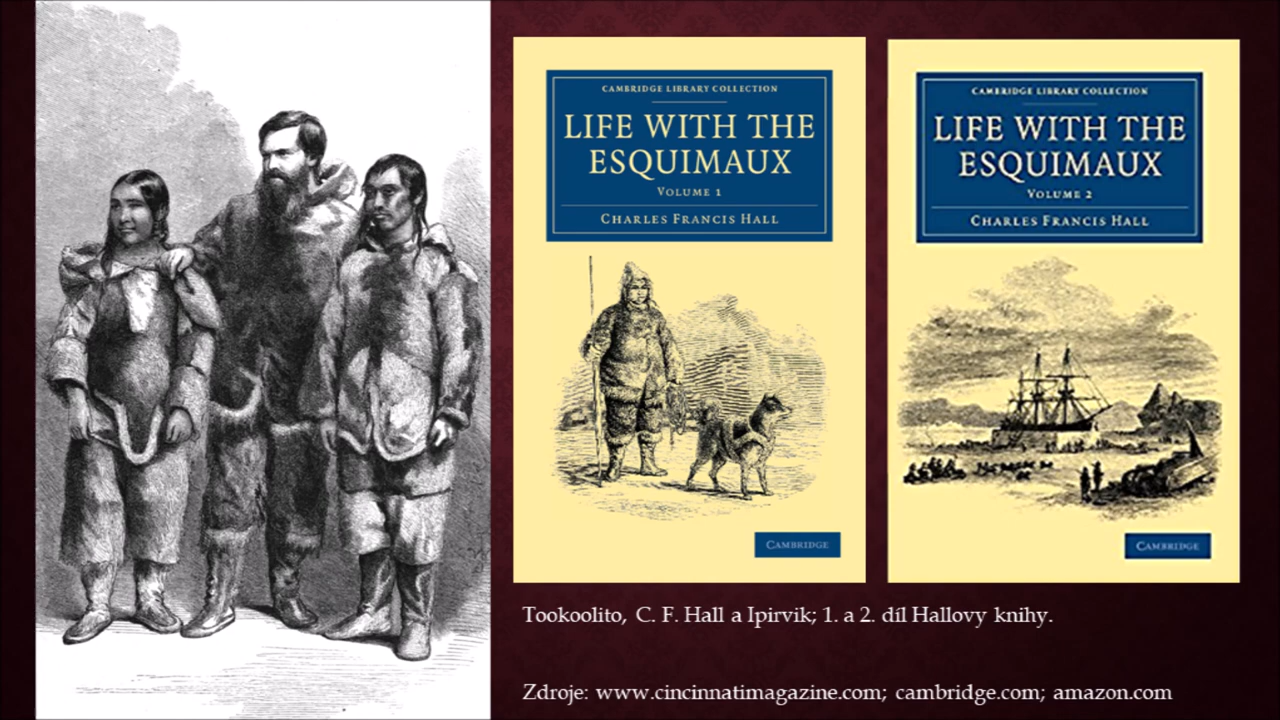 CAMBRIDGE LIBRARY COLLECTION
LIFE WITH THE
ESQUIMAUX
VOLUME 1
CHARLES FRANCIS HALL
CAMBRIDGE
CAMBRIDGE LIBRARY COLLECTION
LIFE WITH THE
ESQUIMAUX
VOLUME 2
CHARLES FRANCIS HALL
CAMBRIDGE
Tookoolito, C. F. Hall a Ipirvik; 1. a 2. díl Hallovy knihy.
Zdroje: www.cincinnatimagazine.com; cambridge.com; amazon.com